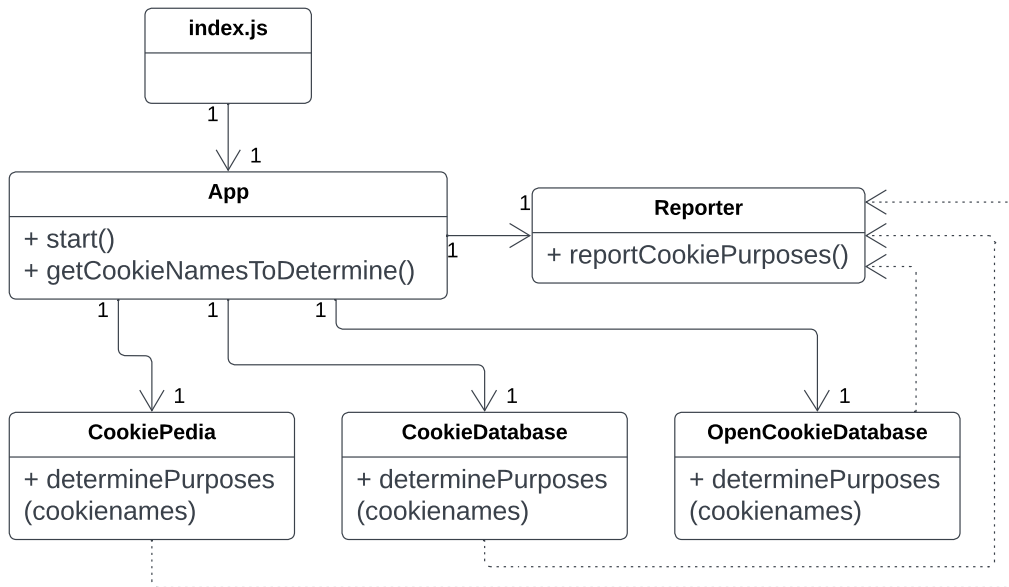 index.js
1
1
App
+ start()
+ getCookieNamesToDetermine()
1
1
Reporter
+ reportCookiePurposes()
1
1
1
1
1
1
CookiePedia
+ determinePurposes
(cookienames)
CookieDatabase
+ determinePurposes
(cookienames)
OpenCookieDatabase
+ determinePurposes
(cookienames)